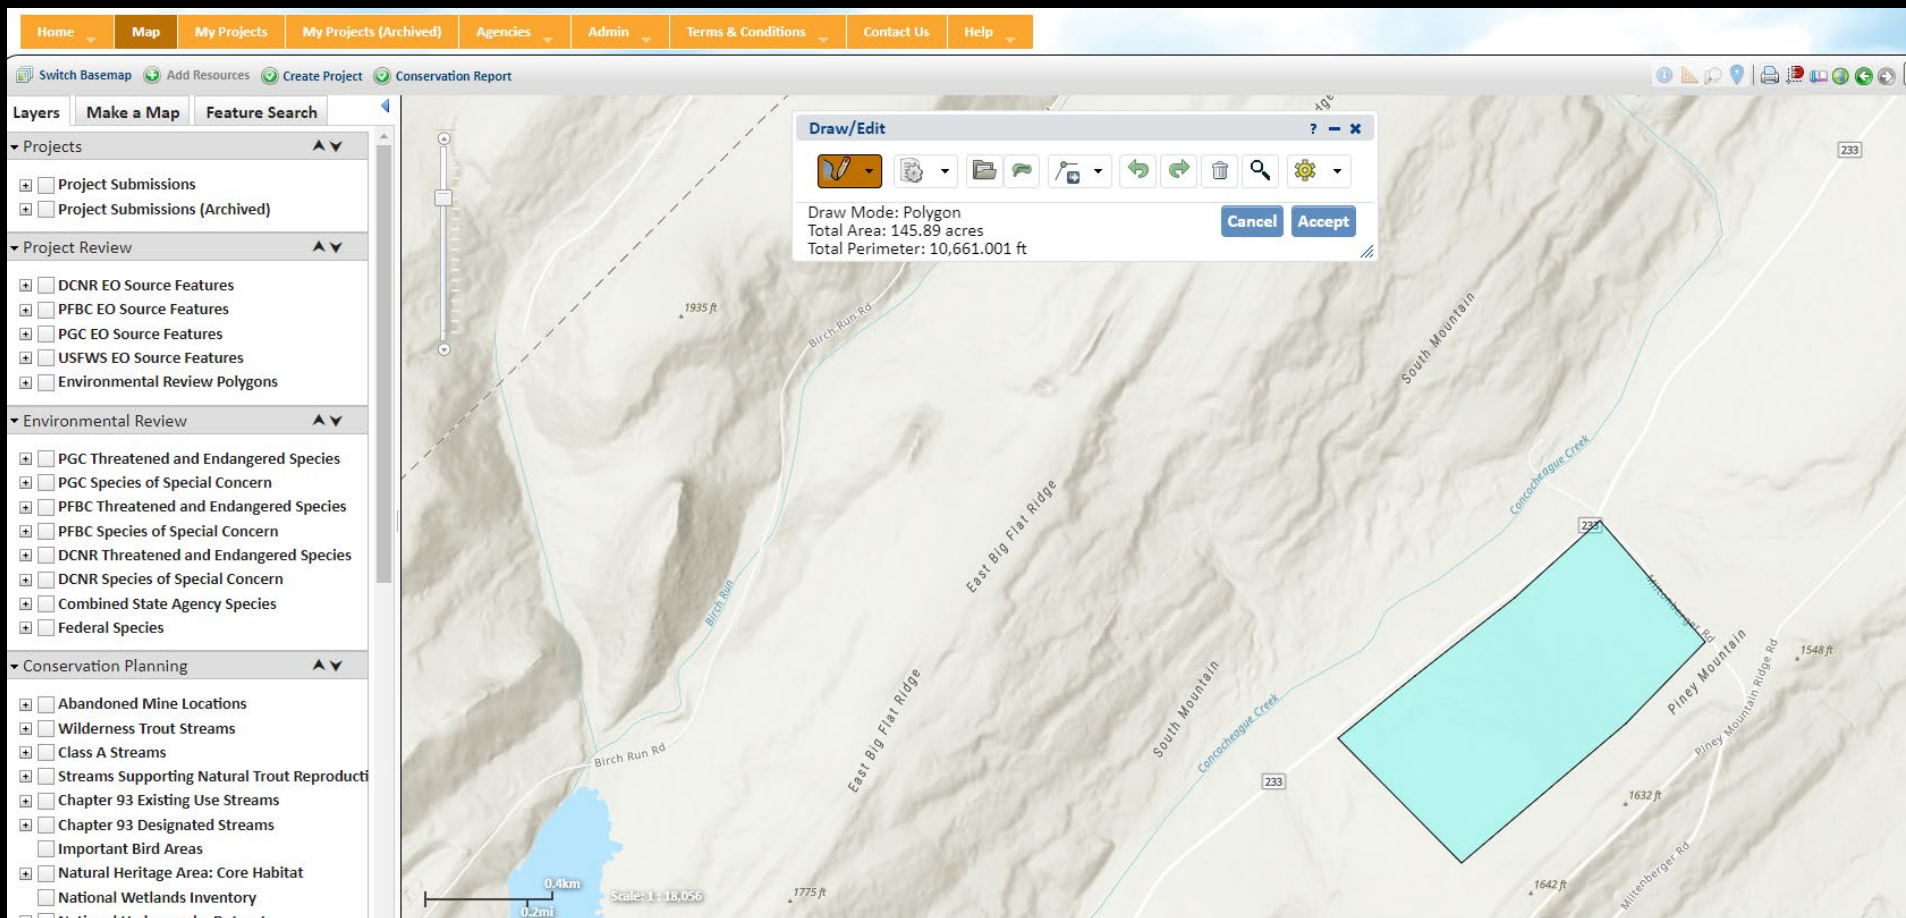 Home Map My Projects My Projects (Archived) Agencies Admin Terms & Conditions Contact Us Help
Switch Basemap Add Resources Create Project Conservation Report
Layers Make a Map Feature Search
Projects
Project Submissions
Project Submissions (Archived)
Project Review
DCNR EO Source Features
PFBC EO Source Features
PGC EO Source Features
USFWS EO Source Features
Environmental Review Polygons
Environmental Review
PGC Threatened and Endangered Species
PGC Species of Special Concern
PFBC Threatened and Endangered Species
PFBC Species of Special Concern
DCNR Threatened and Endangered Species
DCNR Species of Special Concern
Combined State Agency Species
Federal Species
Conservation Planning
Abandoned Mine Locations
Wilderness Trout Streams
Class A Streams
Streams Supporting Natural Trout Reproducti
Chapter 93 Existing Use Streams
Chapter 93 Designated Streams
Important Bird Areas
Natural Heritage Area: Core Habitat
National Wetlands Inventory
Draw/Edit
?
Draw Mode: Polygon
Total Area: 145.89 acres
Total Perimeter: 10,661.001 ft
Cancel Accept
233
1935 ft
Birch Run Rd
South Mountain
Conococheague Creek
East Big Flat Ridge
233
Birch Run
Miltenberger Rd
Piney Mountain
1548 ft
Piney Mountain Ridge Rd
East Big Flat Ridge
South Mountain
Conococheague Creek
Birch Run Rd
233
1632 ft
Miltenberger Rd
1642 ft
1775 ft
0.4km
0.2mi
Scale: 1 : 18,056